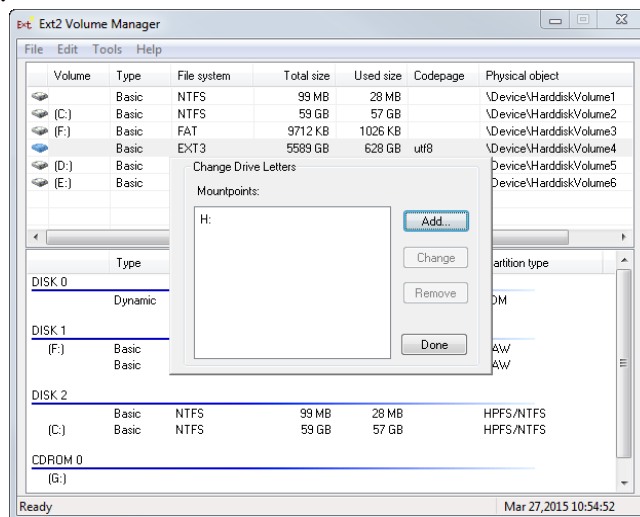 Ext2 Volume Manager
File Edit Tools Help
Volume Type File system Total size Used size Codepage Physical object
Basic NTFS 99 MB 28 MB \Device\HarddiskVolume1
(C:) Basic NTFS 59 GB 57 GB \Device\HarddiskVolume2
(F:) Basic FAT 9712 KB 1026 KB \Device\HarddiskVolume3
Basic EXT3 5589 GB 628 GB utf8 \Device\HarddiskVolume4
(D:) Basic Device\HarddiskVolume5
(E:) Basic Device\HarddiskVolume6
Change Drive Letters
Mountpoints:
H:
Add...
Change
Remove
Done
Type artition type
DISK 0
Dynamic DM
DISK 1
(F:) Basic AW
Basic AW
DISK 2
Basic NTFS 99 MB 28 MB HPFS/NTFS
(C:) Basic NTFS 59 GB 57 GB HPFS/NTFS
CDROM 0
(G:)
Ready Mar 27,2015 10:54:52